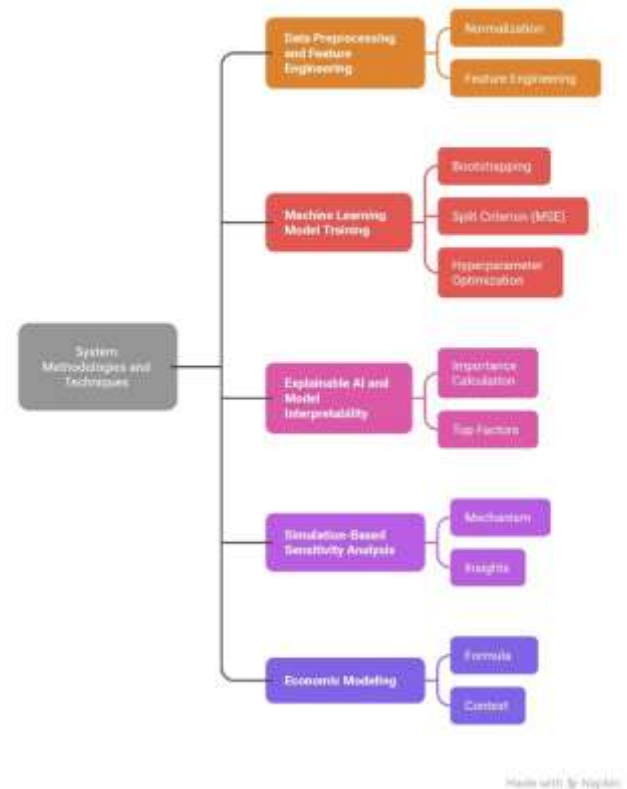 Data Preprocessing
and Feature
Engineering
Normalization
Feature Engineering
Machine Learning
Model Training
Bootstrapping
Split Criterion (MSE)
Hyperparameter
Optimization
System
Methodologies and
Techniques
Explainable AI and
Model
Interpretability
Importance
Calculation
Top Factors
Simulation-Based
Sensitivity Analysis
Mechanism
Insights
Economic Modeling
Formula
Context
Made with Napkin